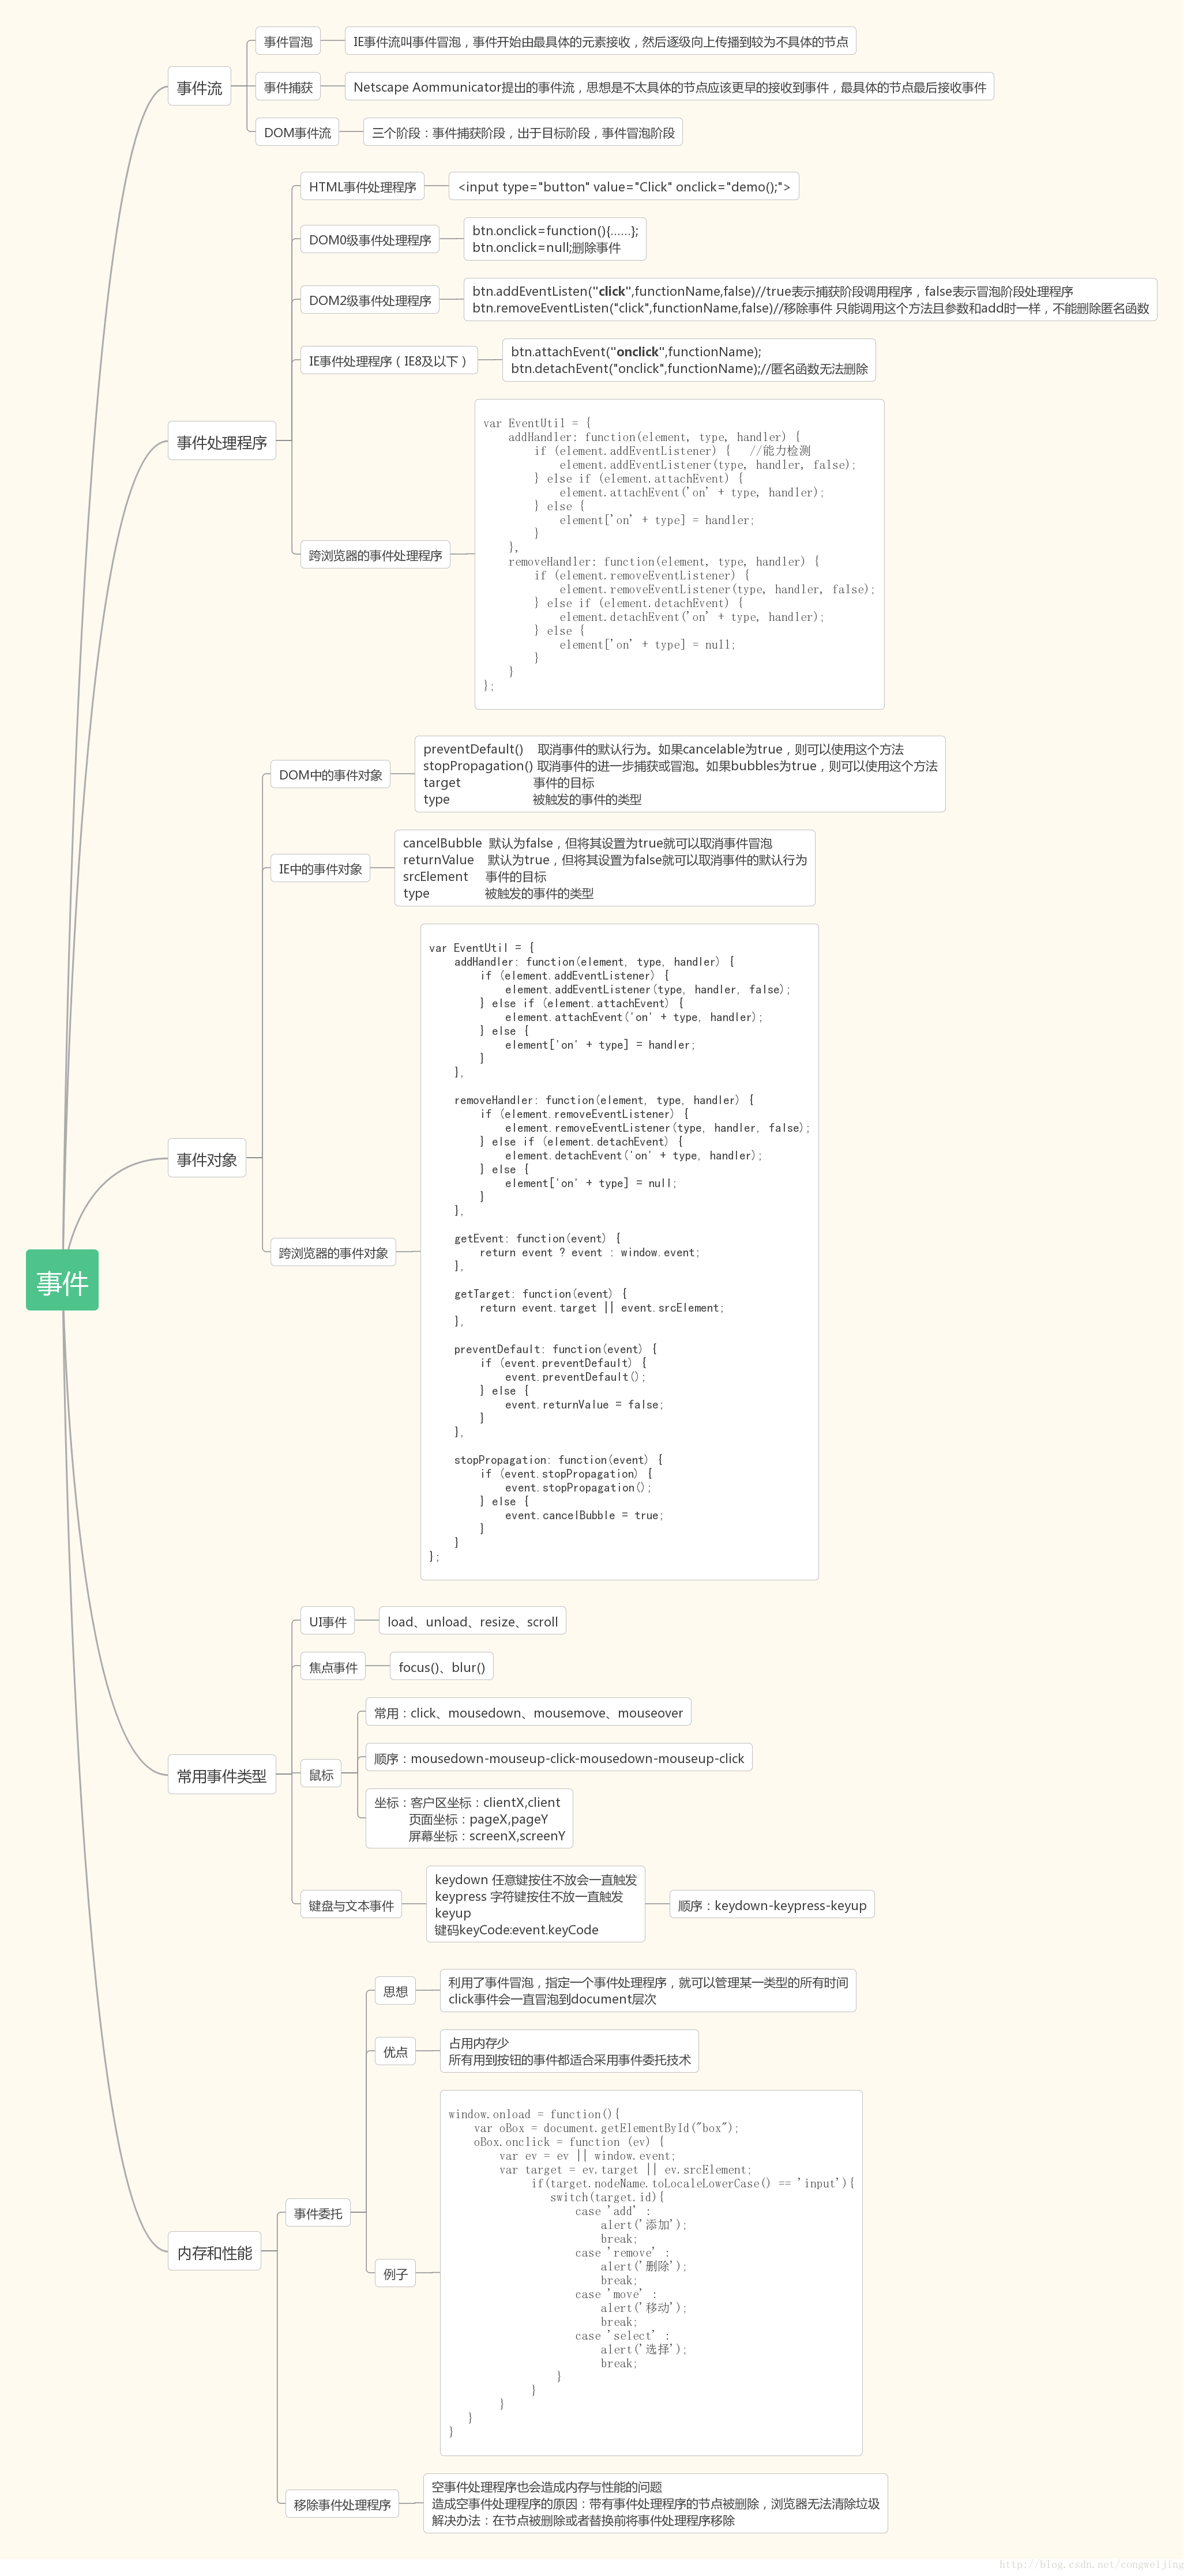 事件
事件流
事件冒泡
IE事件流叫事件冒泡，事件开始由最具体的元素接收，然后逐级向上传播到较为不具体的节点
事件捕获
Netscape Aommunicator提出的事件流，思想是不太具体的节点应该更早的接收到事件，最具体的节点最后接收事件
DOM事件流
三个阶段：事件捕获阶段，出于目标阶段，事件冒泡阶段
事件处理程序
HTML事件处理程序
<input type="button" value="Click" onclick="demo();">
DOM0级事件处理程序
btn.onclick=function(){......};
btn.onclick=null;删除事件
DOM2级事件处理程序
btn.addEventListen("click",functionName,false)//true表示捕获阶段调用程序，false表示冒泡阶段处理程序
btn.removeEventListen("click",functionName,false)//移除事件 只能调用这个方法且参数和add时一样，不能删除匿名函数
IE事件处理程序（IE8及以下）
btn.attachEvent("onclick",functionName);
btn.detachEvent("onclick",functionName);//匿名函数无法删除
跨浏览器的事件处理程序
var EventUtil = {
    addHandler: function(element, type, handler) {
        if (element.addEventListener) {   //能力检测
            element.addEventListener(type, handler, false);
        } else if (element.attachEvent) {
            element.attachEvent('on' + type, handler);
        } else {
            element['on' + type] = handler;
        }
    },
    removeHandler: function(element, type, handler) {
        if (element.removeEventListener) {
            element.removeEventListener(type, handler, false);
        } else if (element.detachEvent) {
            element.detachEvent('on' + type, handler);
        } else {
            element['on' + type] = null;
        }
    }
};
事件对象
DOM中的事件对象
preventDefault()    取消事件的默认行为。如果cancelable为true，则可以使用这个方法
stopPropagation() 取消事件的进一步捕获或冒泡。如果bubbles为true，则可以使用这个方法
target    事件的目标
type    被触发的事件的类型
IE中的事件对象
cancelBubble  默认为false，但将其设置为true就可以取消事件冒泡
returnValue    默认为true，但将其设置为false就可以取消事件的默认行为
srcElement    事件的目标
type    被触发的事件的类型
跨浏览器的事件对象
var EventUtil = {
    addHandler: function(element, type, handler) {
        if (element.addEventListener) {
            element.addEventListener(type, handler, false);
        } else if (element.attachEvent) {
            element.attachEvent('on' + type, handler);
        } else {
            element['on' + type] = handler;
        }
    },
    removeHandler: function(element, type, handler) {
        if (element.removeEventListener) {
            element.removeEventListener(type, handler, false);
        } else if (element.detachEvent) {
            element.detachEvent('on' + type, handler);
        } else {
            element['on' + type] = null;
        }
    },
    getEvent: function(event) {
        return event ? event : window.event;
    },
    getTarget: function(event) {
        return event.target || event.srcElement;
    },
    preventDefault: function(event) {
        if (event.preventDefault) {
            event.preventDefault();
        } else {
            event.returnValue = false;
        }
    },
    stopPropagation: function(event) {
        if (event.stopPropagation) {
            event.stopPropagation();
        } else {
            event.cancelBubble = true;
        }
    }
};
常用事件类型
UI事件
load、unload、resize、scroll
焦点事件
focus()、blur()
鼠标
常用：click、mousedown、mousemove、mouseover
顺序：mousedown-mouseup-click-mousedown-mouseup-click
坐标：客户区坐标：clientX,client
页面坐标：pageX,pageY
屏幕坐标：screenX,screenY
键盘与文本事件
keydown 任意键按住不放会一直触发
keypress 字符键按住不放一直触发
keyup
键码keyCode:event.keyCode
顺序：keydown-keypress-keyup
内存和性能
事件委托
思想
利用了事件冒泡，指定一个事件处理程序，就可以管理某一类型的所有时间
click事件会一直冒泡到document层次
优点
占用内存少
所有用到按钮的事件都适合采用事件委托技术
例子
window.onload = function(){
    var oBox = document.getElementById("box");
    oBox.onclick = function (ev) {
        var ev = ev || window.event;
        var target = ev.target || ev.srcElement;
             if(target.nodeName.toLocaleLowerCase() == 'input'){
                switch(target.id){
                    case 'add' :
                        alert('添加');
                        break;
                    case 'remove' :
                        alert('删除');
                        break;
                    case 'move' :
                        alert('移动');
                        break;
                    case 'select' :
                        alert('选择');
                        break;
                 }
             }
        }
   }
}
移除事件处理程序
空事件处理程序也会造成内存与性能的问题
造成空事件处理程序的原因：带有事件处理程序的节点被删除，浏览器无法清除垃圾
解决办法：在节点被删除或者替换前将事件处理程序移除
http://blog.csdn.net/congweijing